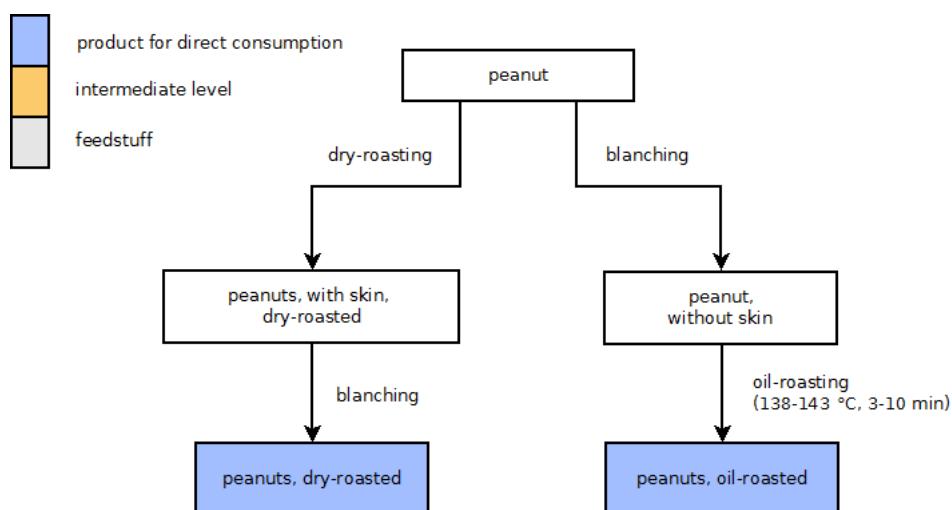 product for direct consumption
intermediate level
feedstuff
peanut
dry-roasting
blanching
peanuts, with skin,
dry-roasted
peanut,
without skin
blanching
oil-roasting
(138-143 °C, 3-10 min)
peanuts, dry-roasted
peanuts, oil-roasted